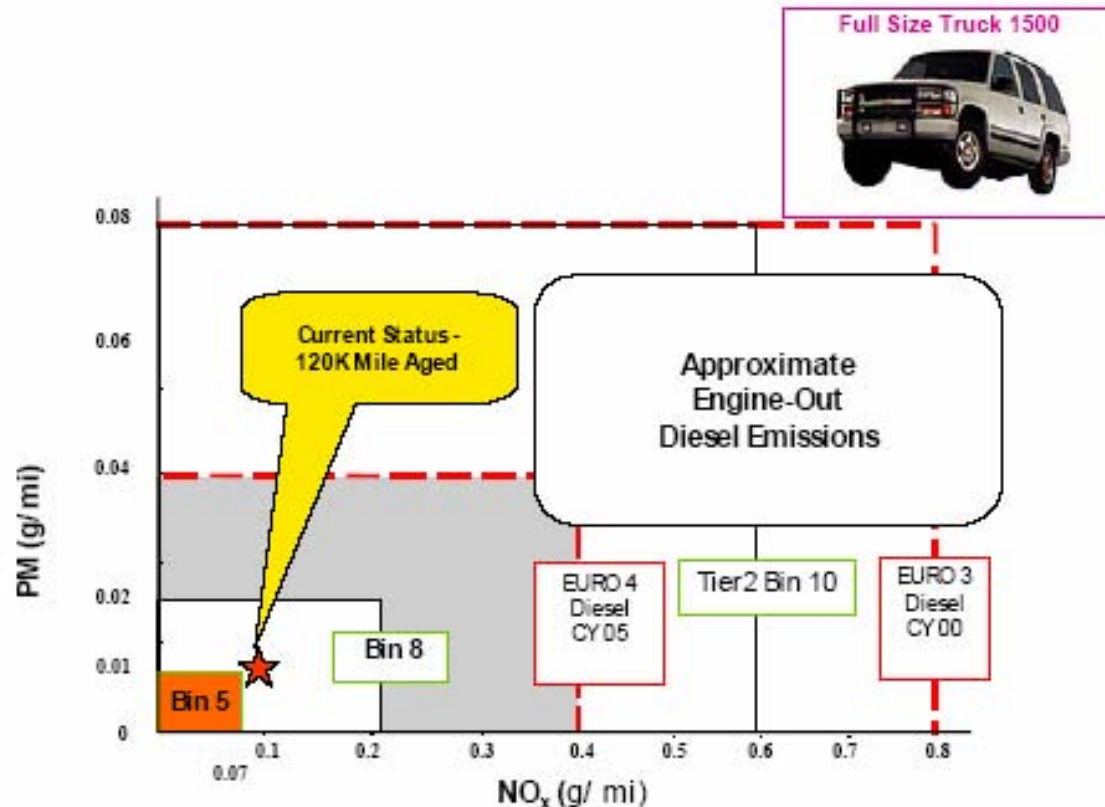 Full Size Truck 1500
0.08
0.06
0.04
0.02
0.01
0
PM (g/ mi)
Current Status -
120K Mile Aged
Approximate
Engine-Out
Diesel Emissions
EURO 4
Diesel
CY 05
Tier2 Bin 10
EURO 3
Diesel
CY 00
Bin 8
Bin 5
0.1
0.2
0.3
0.4
0.5
0.6
0.7
0.8
0.07
NOx (g/ mi)